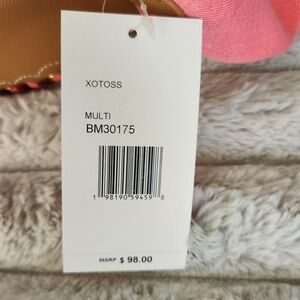 XOTOSS
MULTI
BM30175
1 98190 59459 8
MSRP $ 98.00